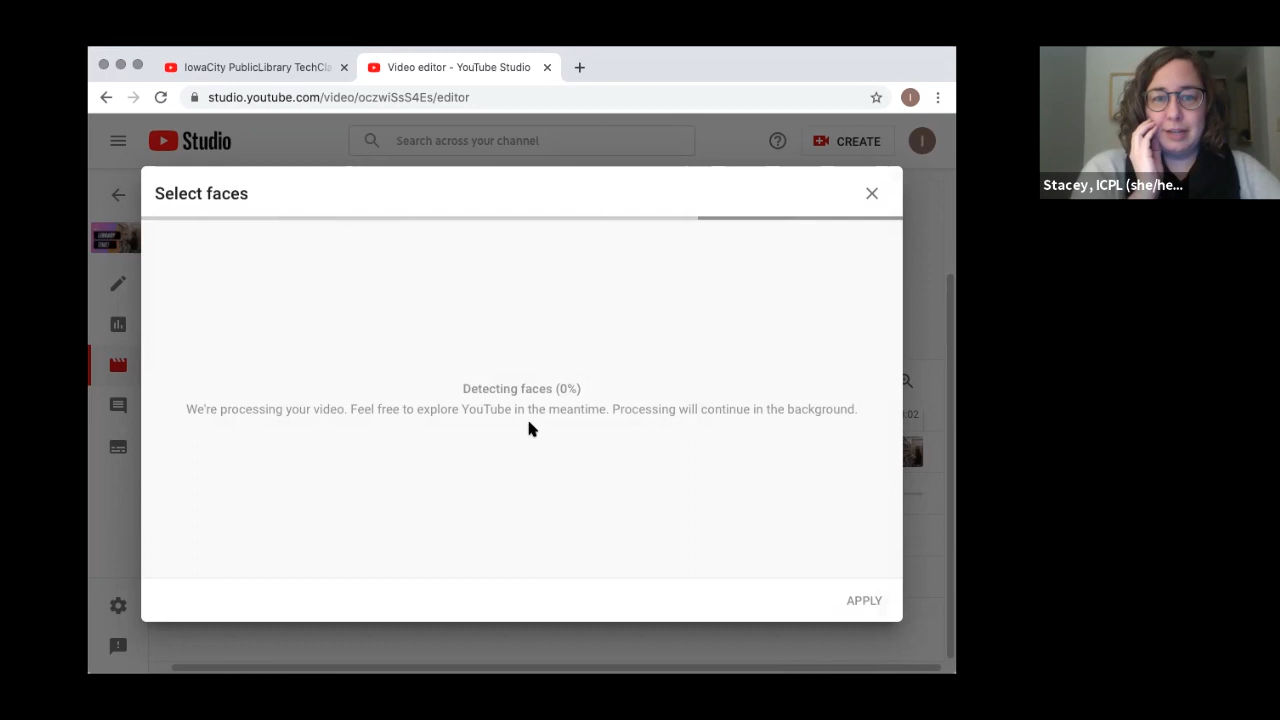 IowaCity PublicLibrary TechCla
Video editor - YouTube Studio
studio.youtube.com/video/oczwiSsS4Es/editor
I
Studio
Search across your channel
CREATE
I
Select faces
LIBRARY
Detecting faces (0%)
We're processing your video. Feel free to explore YouTube in the meantime. Processing will continue in the background.
:02
APPLY
Stacey, ICPL (she/he...